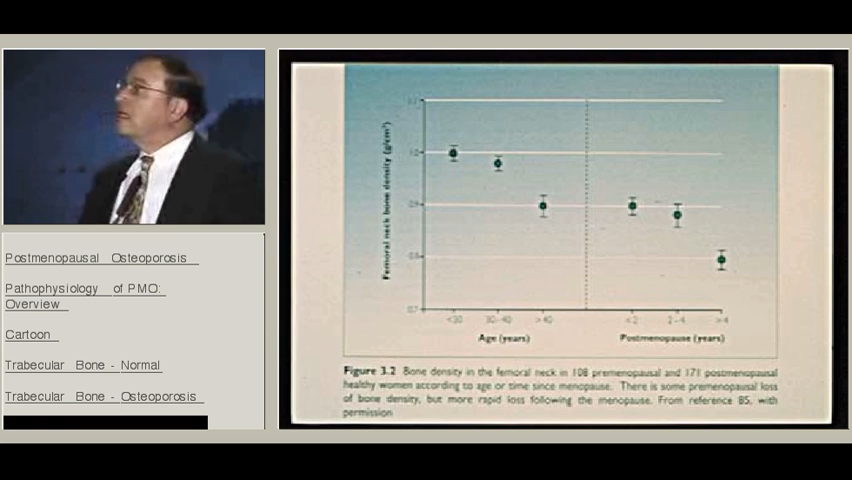 Postmenopausal Osteoporosis
Pathophysiology of PMO:
Overview
Cartoon
Trabecular Bone - Normal
Trabecular Bone - Osteoporosis
Femoral neck bone density (g/cm²)
1.0
0.9
0.8
0.7
<30
30-40
>40
<2
2-4
>4
Age (years)
Postmenopause (years)
Figure 3.2 Bone density in the femoral neck in 108 premenopausal and 171 postmenopausal
healthy women according to age or time since menopause. There is some premenopausal loss
of bone density, but more rapid loss following the menopause. From reference 85, with
permission